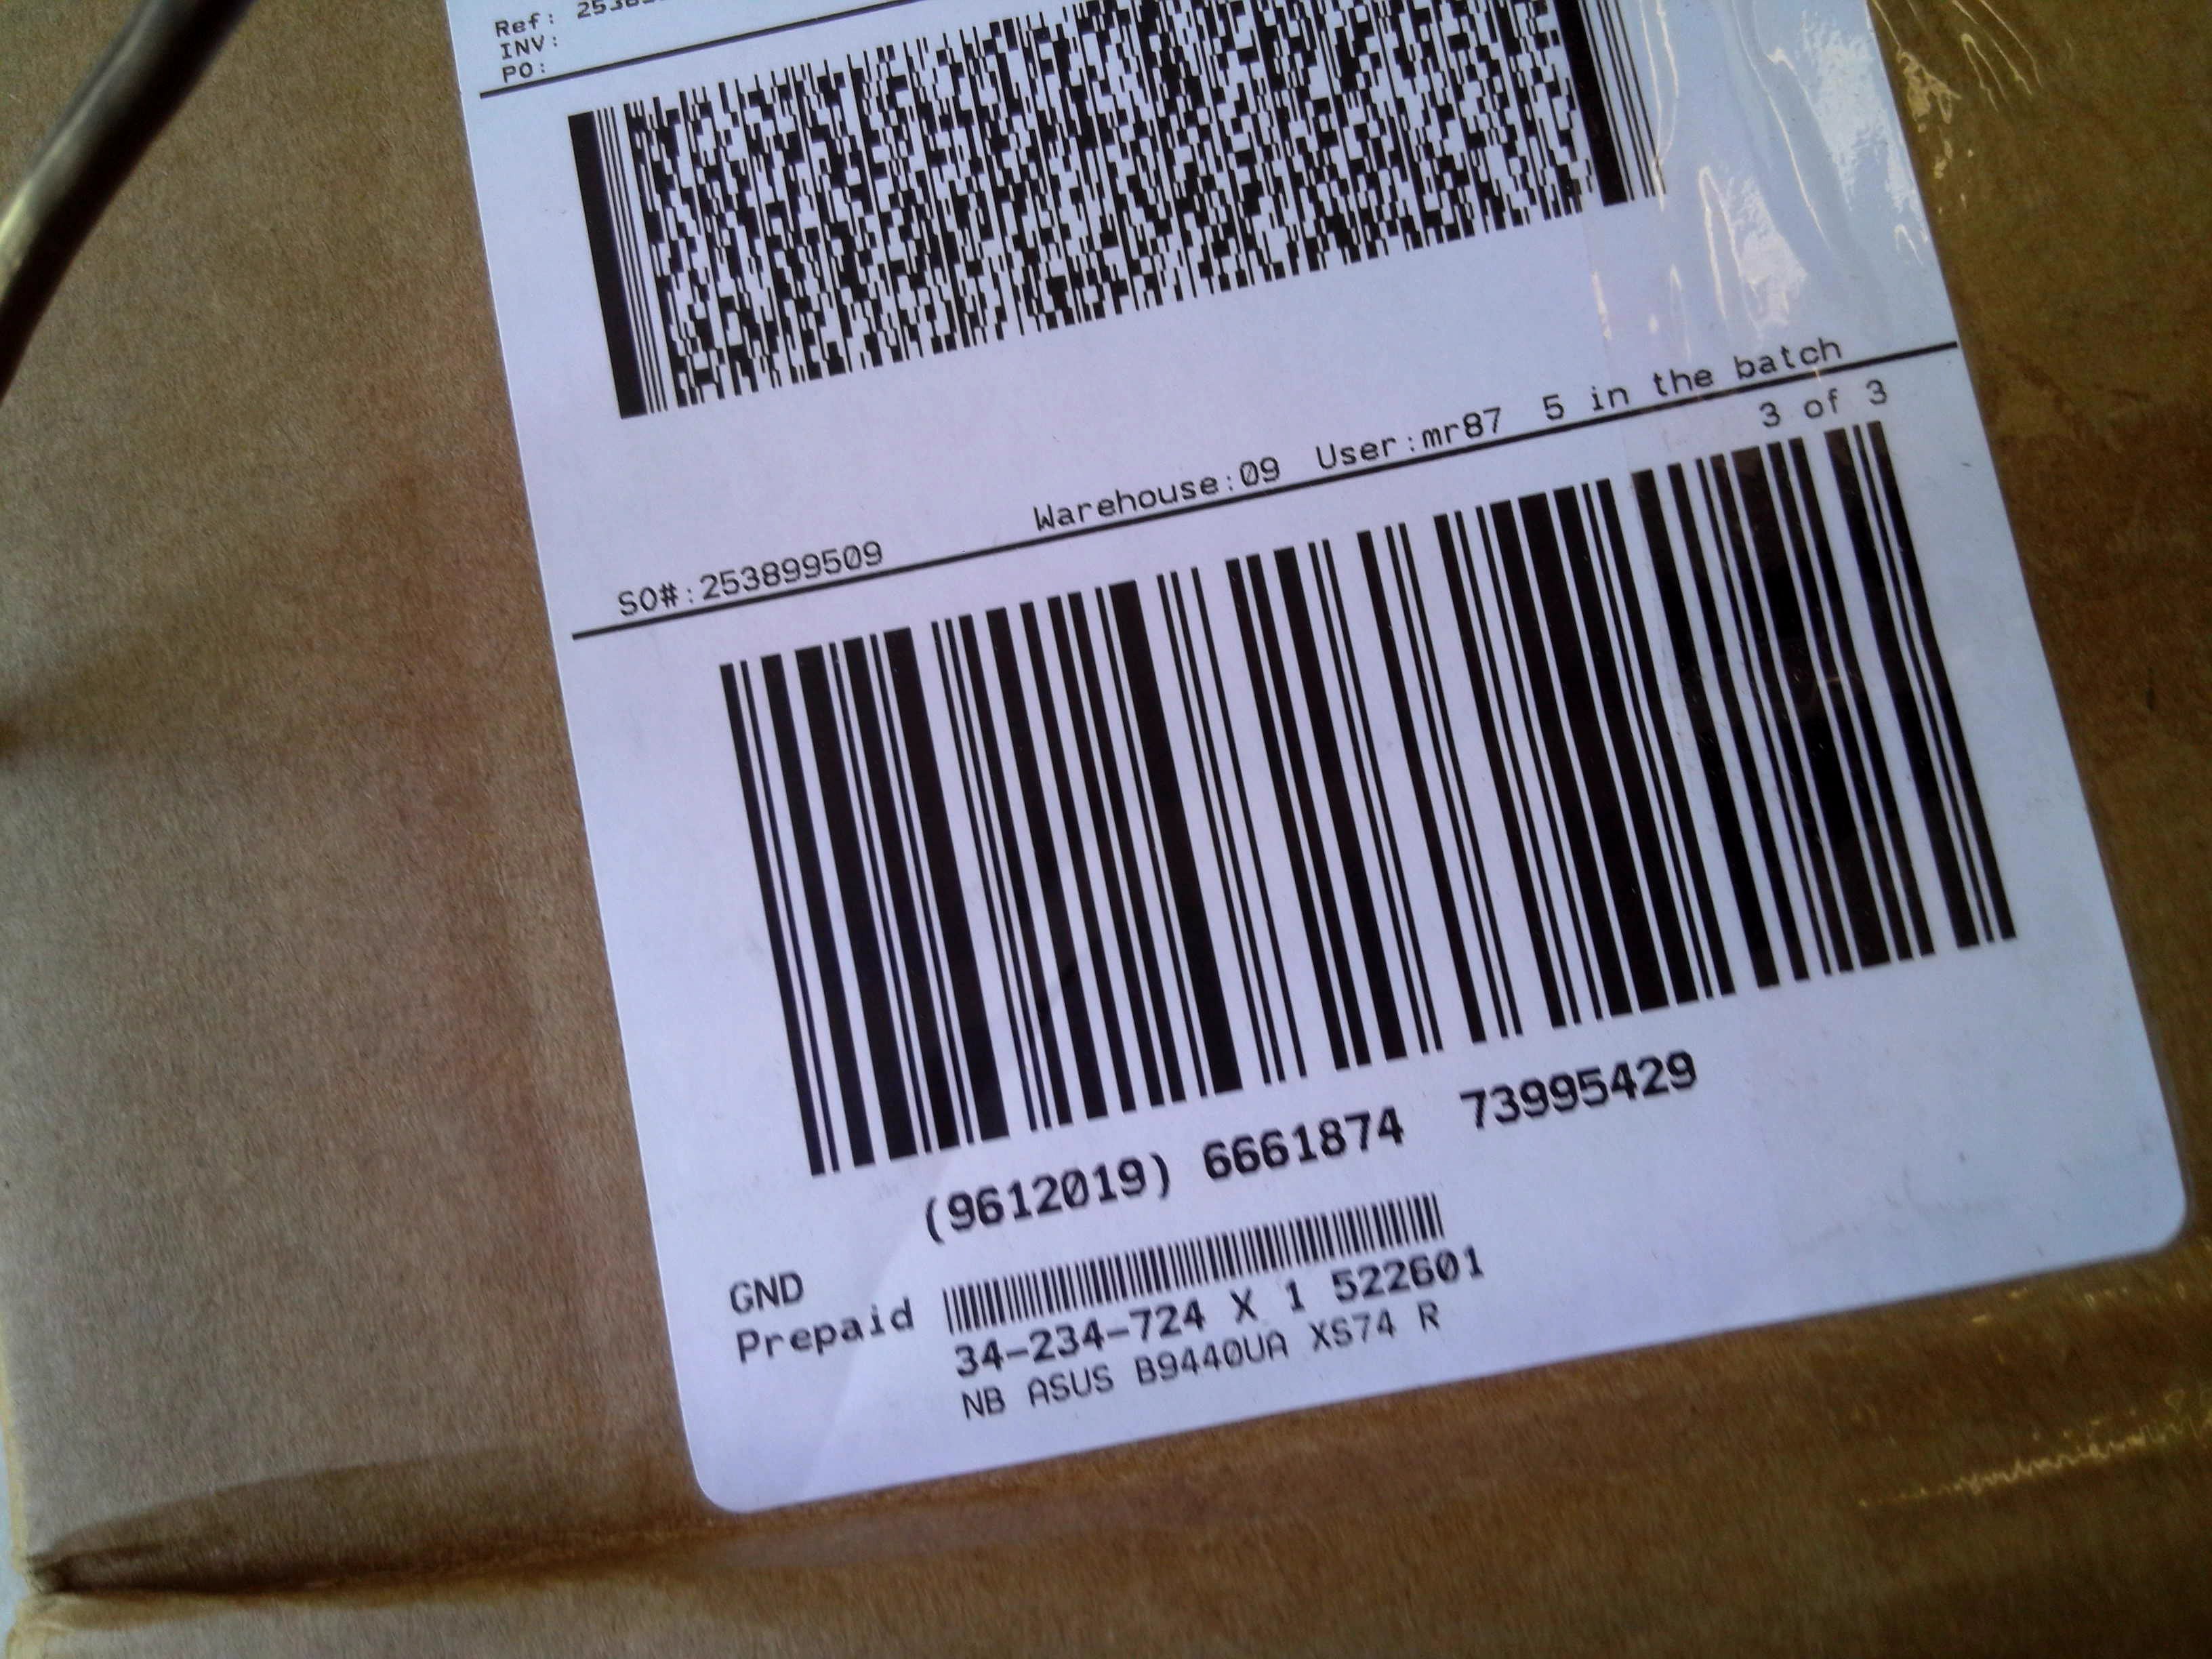 Ref:
INV:
PO:
SO#:253899509 Warehouse:09 User:mr87 5 in the batch
3 of 3
(9612019) 6661874 73995429
GND
Prepaid
34-234-724 X 1 522601
NB ASUS B9440UA XS74 R